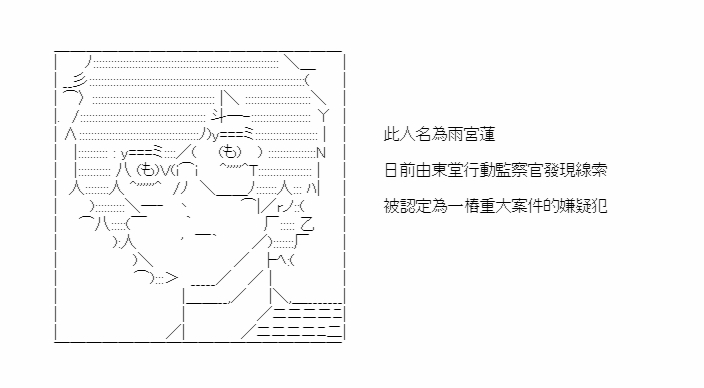 此人名為雨宮蓮
日前由東堂行動監察官發現線索
被認定為一樁重大案件的嫌疑犯